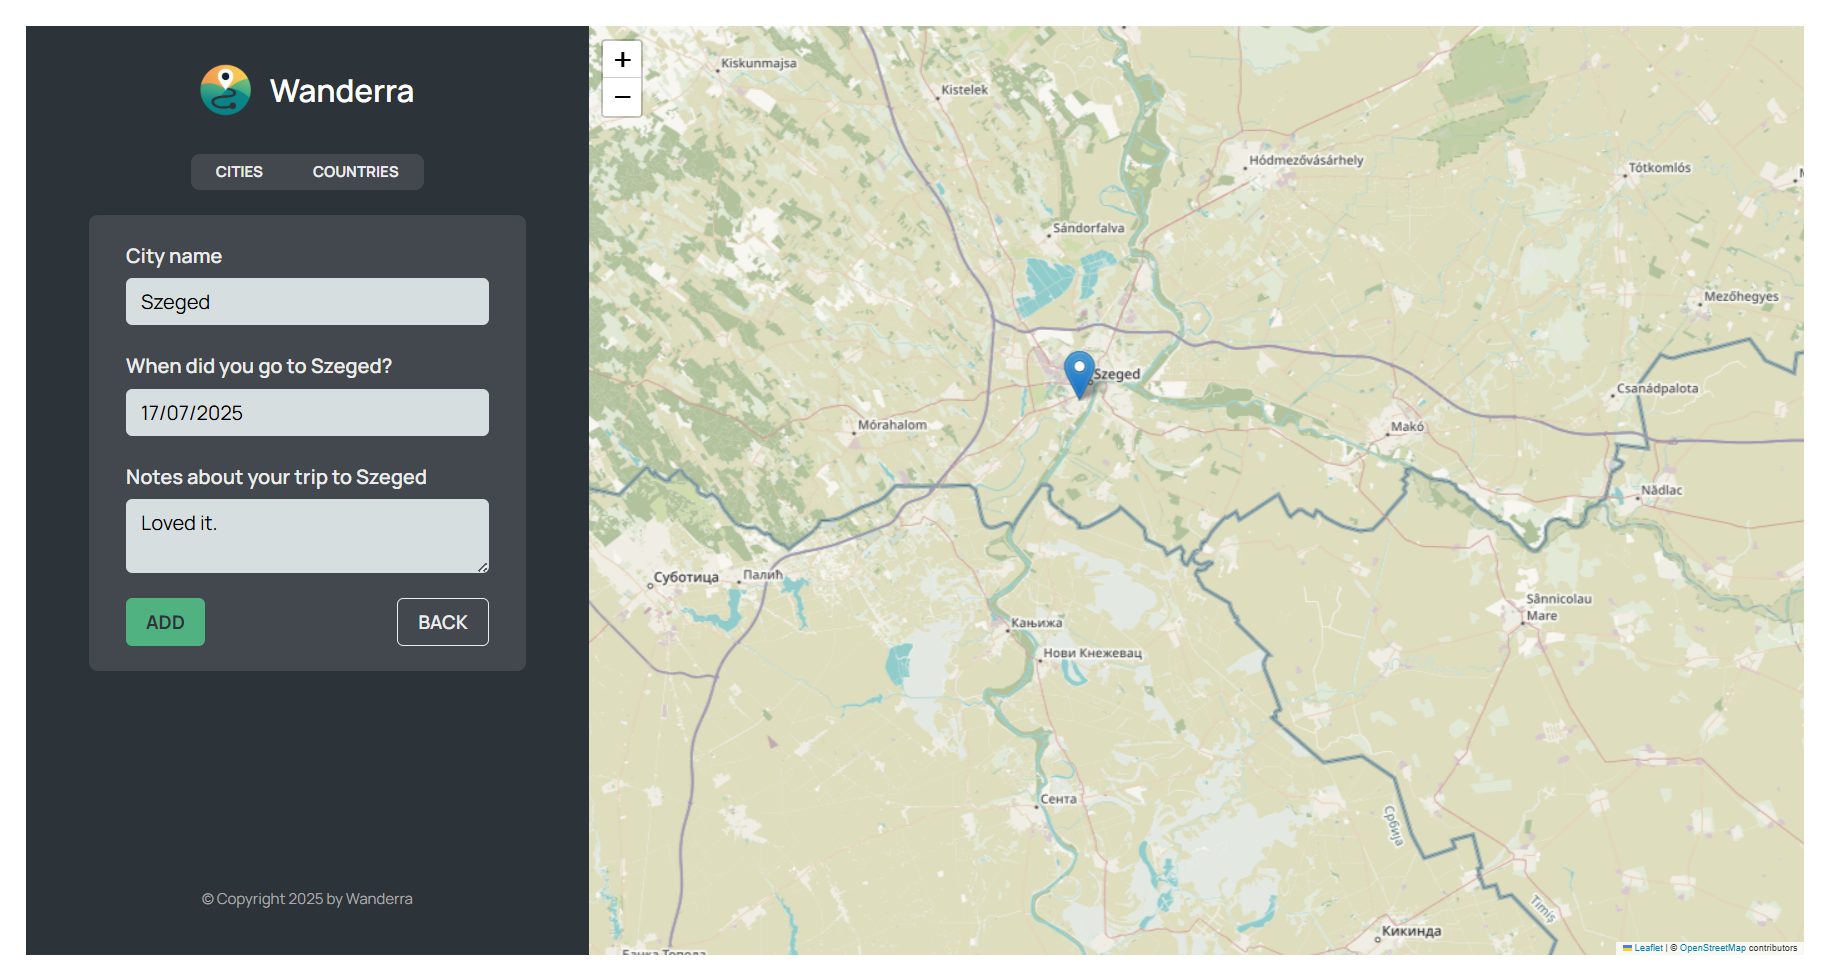 Wanderra
CITIES
COUNTRIES
City name
Szeged
When did you go to Szeged?
17/07/2025
Notes about your trip to Szeged
Loved it.
ADD
BACK
© Copyright 2025 by Wanderra
+
−
Kiskunmajsa
Kistelek
Hódmezővásárhely
Tótkomlós
Sándorfalva
Mezőhegyes
Szeged
Csanádpalota
Mórahalom
Makó
Nădlac
Суботица
Палић
Sânnicolau
Mare
Кањижа
Нови Кнежевац
Сента
Србија
Timiș
Кикинда
Leaflet | © OpenStreetMap contributors